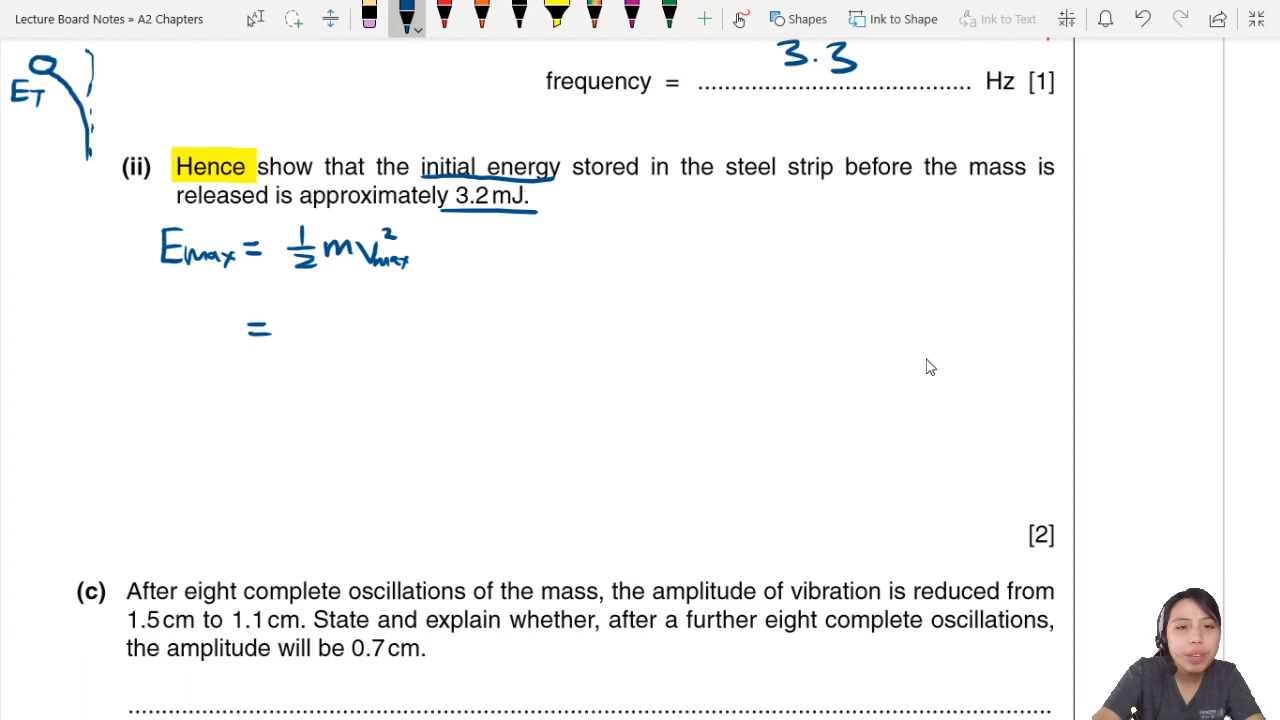 Lecture Board Notes » A2 Chapters
Shapes
Ink to Shape
Ink to Text
3.3
frequency = ........................................ Hz [1]
ET
(ii) Hence show that the initial energy stored in the steel strip before the mass is
released is approximately 3.2 mJ.
Emax = 1/2 m vmax²
=
[2]
(c) After eight complete oscillations of the mass, the amplitude of vibration is reduced from
1.5 cm to 1.1 cm. State and explain whether, after a further eight complete oscillations,
the amplitude will be 0.7 cm.